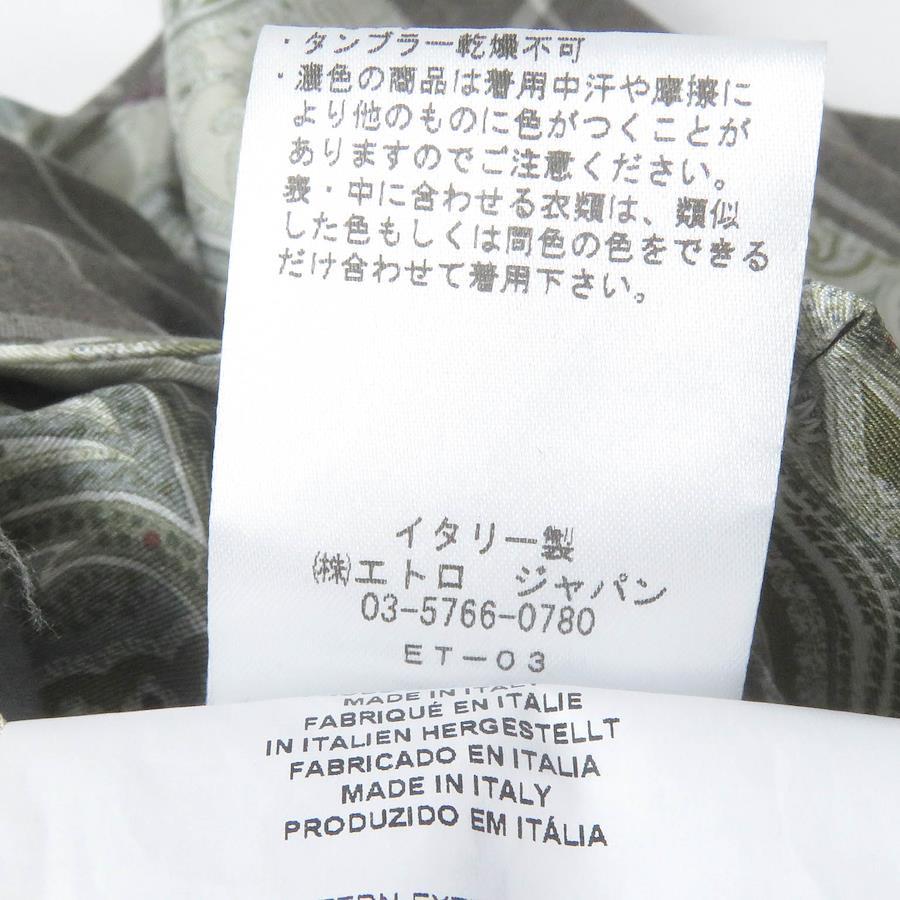 ・タンブラー乾燥不可
・濃色の商品は着用中汗や摩擦に
より他のものに色がつくことが
ありますのでご注意ください。
表・中に合わせる衣類は、類似
した色もしくは同色の色をできる
だけ合わせて着用下さい。
イタリー製
㈱エトロ ジャパン
03-5766-0780
ET-03
MADE IN ITALY
FABRIQUÉ EN ITALIE
IN ITALIEN HERGESTELLT
FABRICADO EN ITALIA
MADE IN ITALY
PRODUZIDO EM ITÁLIA